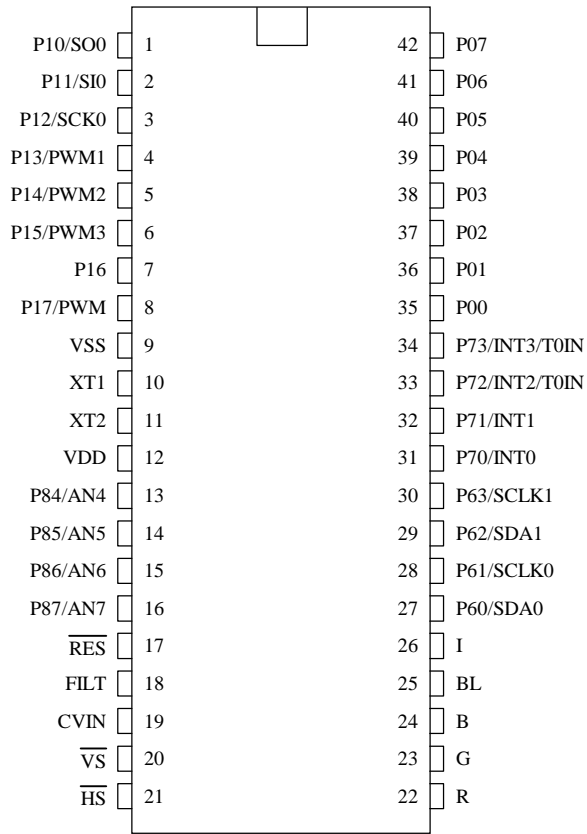 P10/SO0 1 42 P07
P11/SI0 2 41 P06
P12/SCK0 3 40 P05
P13/PWM1 4 39 P04
P14/PWM2 5 38 P03
P15/PWM3 6 37 P02
P16 7 36 P01
P17/PWM 8 35 P00
VSS 9 34 P73/INT3/T0IN
XT1 10 33 P72/INT2/T0IN
XT2 11 32 P71/INT1
VDD 12 31 P70/INT0
P84/AN4 13 30 P63/SCLK1
P85/AN5 14 29 P62/SDA1
P86/AN6 15 28 P61/SCLK0
P87/AN7 16 27 P60/SDA0
R̅E̅S̅ 17 26 I
FILT 18 25 BL
CVIN 19 24 B
V̅S̅ 20 23 G
H̅S̅ 21 22 R